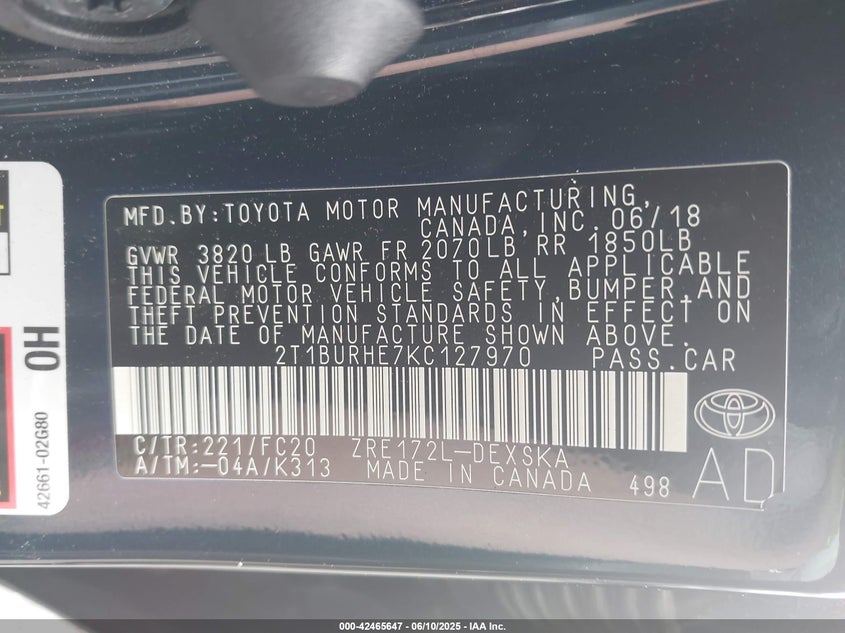 MFD.BY:TOYOTA MOTOR MANUFACTURING,
CANADA,INC. 06/18
GVWR 3820 LB GAWR FR 2070LB RR 1850LB
THIS VEHICLE CONFORMS TO ALL APPLICABLE
FEDERAL MOTOR VEHICLE SAFETY,BUMPER,AND
THEFT PREVENTION STANDARDS IN EFFECT ON
THE DATE OF MANUFACTURE SHOWN ABOVE.
2T1BURHE7KC127970 PASS.CAR
C/TR:221/FC20 ZRE172L-DEXSKA
A/TM:-04A/K313 MADE IN CANADA 498
AD
OH
42661-02G80
000-42465647 - 06/10/2025 - IAA Inc.